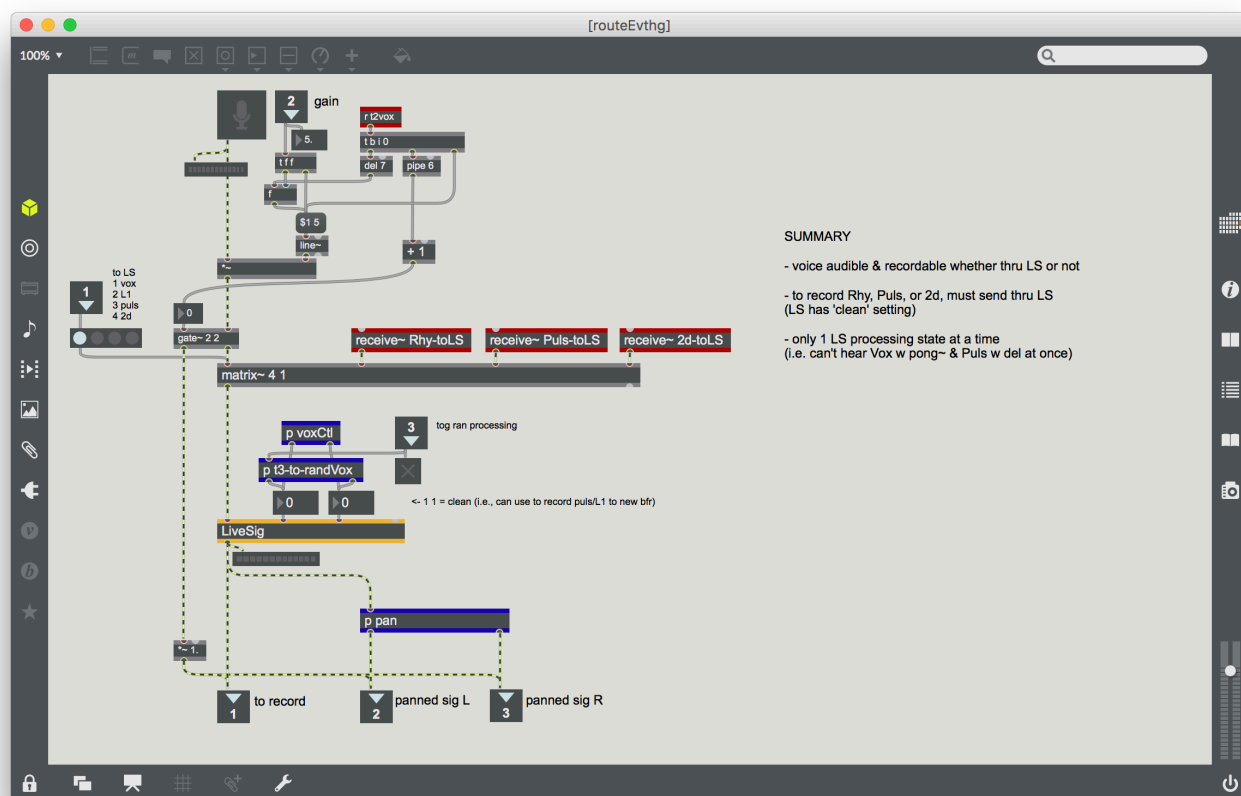 [routeEvthg]
100%
2
gain
r t2vox
5.
t b i 0
t f f
del 7
pipe 6
f
$1 5
line~
+ 1
*~
to LS
1 vox
2 L1
3 puls
4 2d
1
0
gate~ 2 2
receive~ Rhy-toLS
receive~ Puls-toLS
receive~ 2d-toLS
matrix~ 4 1
SUMMARY
- voice audible & recordable whether thru LS or not
- to record Rhy, Puls, or 2d, must send thru LS
(LS has 'clean' setting)
- only 1 LS processing state at a time
(i.e. can't hear Vox w pong~ & Puls w del at once)
p voxCtl
3
tog ran processing
p t3-to-randVox
0
0
<- 1 1 = clean (i.e., can use to record puls/L1 to new bfr)
LiveSig
p pan
*~ 1.
1
to record
2
panned sig L
3
panned sig R